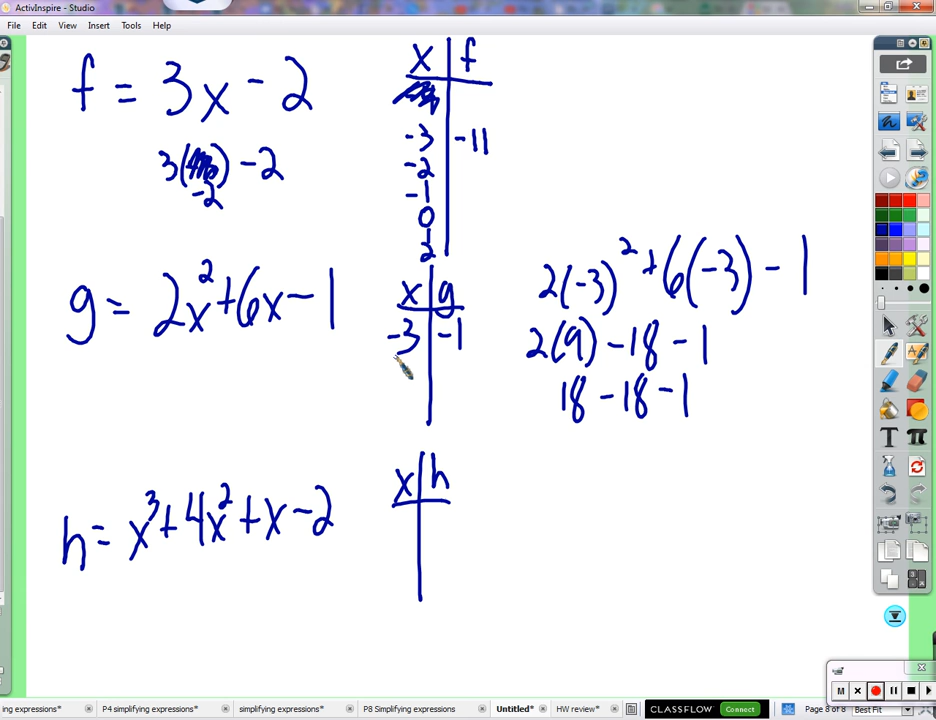 ActivInspire - Studio
File Edit View Insert Tools Help
f = 3x - 2
3( ) - 2
-2
x f
-3 -11
-2
-1
0
1
2
g = 2x² + 6x - 1
x g
-3 -1
2(-3)² + 6(-3) - 1
2(9) - 18 - 1
18 - 18 - 1
h = x³ + 4x² + x - 2
x h
T π
M
ing expressions* P4 simplifying expressions* simplifying expressions* P8 Simplifying expressions Untitled* HW review* CLASSFLOW Connect Page 8 of 8 Best Fit